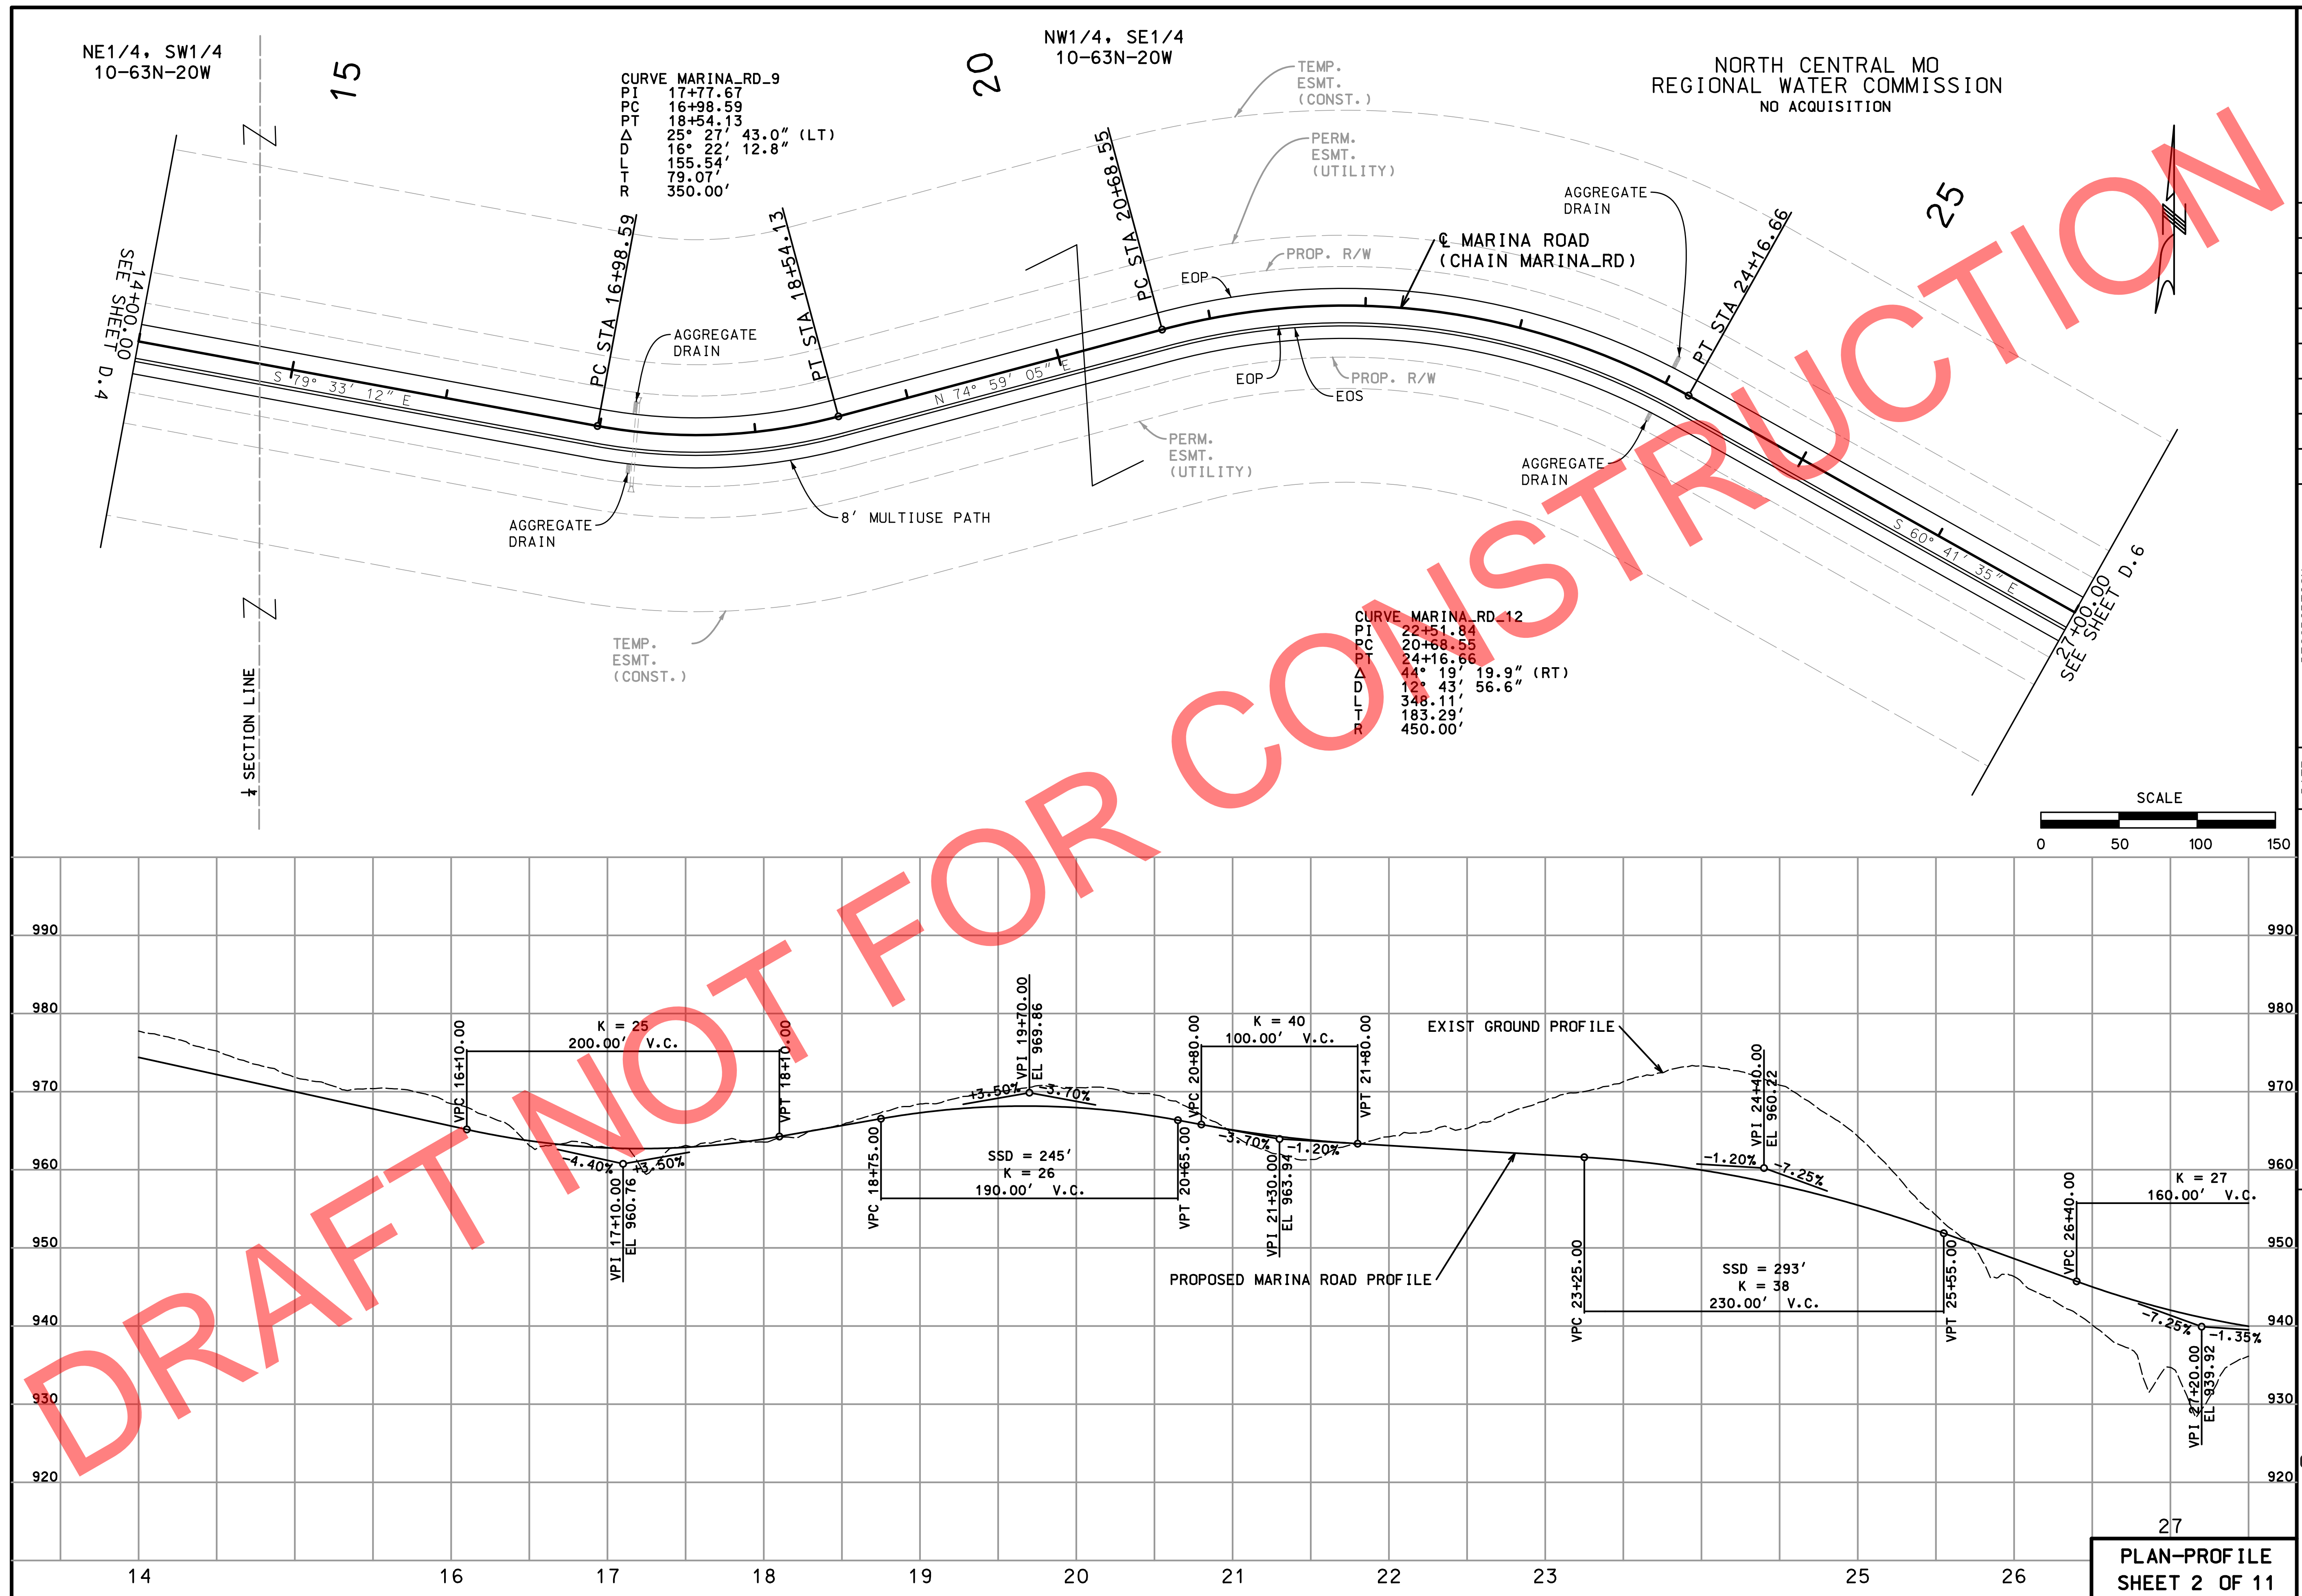 NE1/4, SW1/4
10-63N-20W
15
CURVE MARINA_RD_9
PI 17+77.67
PC 16+98.59
PT 18+54.13
Δ 25° 27' 43.0" (LT)
D 16° 22' 12.8"
L 155.54'
T 79.07'
R 350.00'
20
NW1/4, SE1/4
10-63N-20W
TEMP.
ESMT.
(CONST.)
PERM.
ESMT.
(UTILITY)
NORTH CENTRAL MO
REGIONAL WATER COMMISSION
NO ACQUISITION
AGGREGATE
DRAIN
25
N
℄ MARINA ROAD
(CHAIN MARINA_RD)
PROP. R/W
EOP
14+00.00
SEE SHEET D.4
S 79° 33' 12" E
PC STA 16+98.59
AGGREGATE
DRAIN
PT STA 18+54.13
N 74° 59' 05" E
PC STA 20+68.55
EOP
EOS
PROP. R/W
PT STA 24+16.66
PERM.
ESMT.
(UTILITY)
AGGREGATE
DRAIN
8' MULTIUSE PATH
AGGREGATE
DRAIN
S 60° 41' 35" E
27+00.00
SEE SHEET D.6
TEMP.
ESMT.
(CONST.)
¼ SECTION LINE
CURVE MARINA_RD_12
PI 22+51.84
PC 20+68.55
PT 24+16.66
Δ 44° 19' 19.9" (RT)
D 12° 43' 56.6"
L 348.11'
T 183.29'
R 450.00'
SCALE
0 50 100 150
DRAFT NOT FOR CONSTRUCTION
990 990
980 980
970 970
960 960
950 950
940 940
930 930
920 920
VPC 16+10.00
K = 25
200.00' V.C.
VPT 18+10.00
-4.40%
+3.50%
VPI 17+10.00
EL 960.76
VPC 18+75.00
+3.50%
VPI 19+70.00
EL 969.86
-3.70%
SSD = 245'
K = 26
190.00' V.C.
VPT 20+65.00
VPC 20+80.00
K = 40
100.00' V.C.
VPT 21+80.00
-3.70%
-1.20%
VPI 21+30.00
EL 963.94
EXIST GROUND PROFILE
PROPOSED MARINA ROAD PROFILE
VPC 23+25.00
-1.20%
VPI 24+40.00
EL 960.22
-7.25%
SSD = 293'
K = 38
230.00' V.C.
VPT 25+55.00
VPC 26+40.00
K = 27
160.00' V.C.
-7.25%
-1.35%
VPI 27+20.00
EL 939.92
14 16 17 18 19 20 21 22 23 25 26 27
PLAN-PROFILE
SHEET 2 OF 11